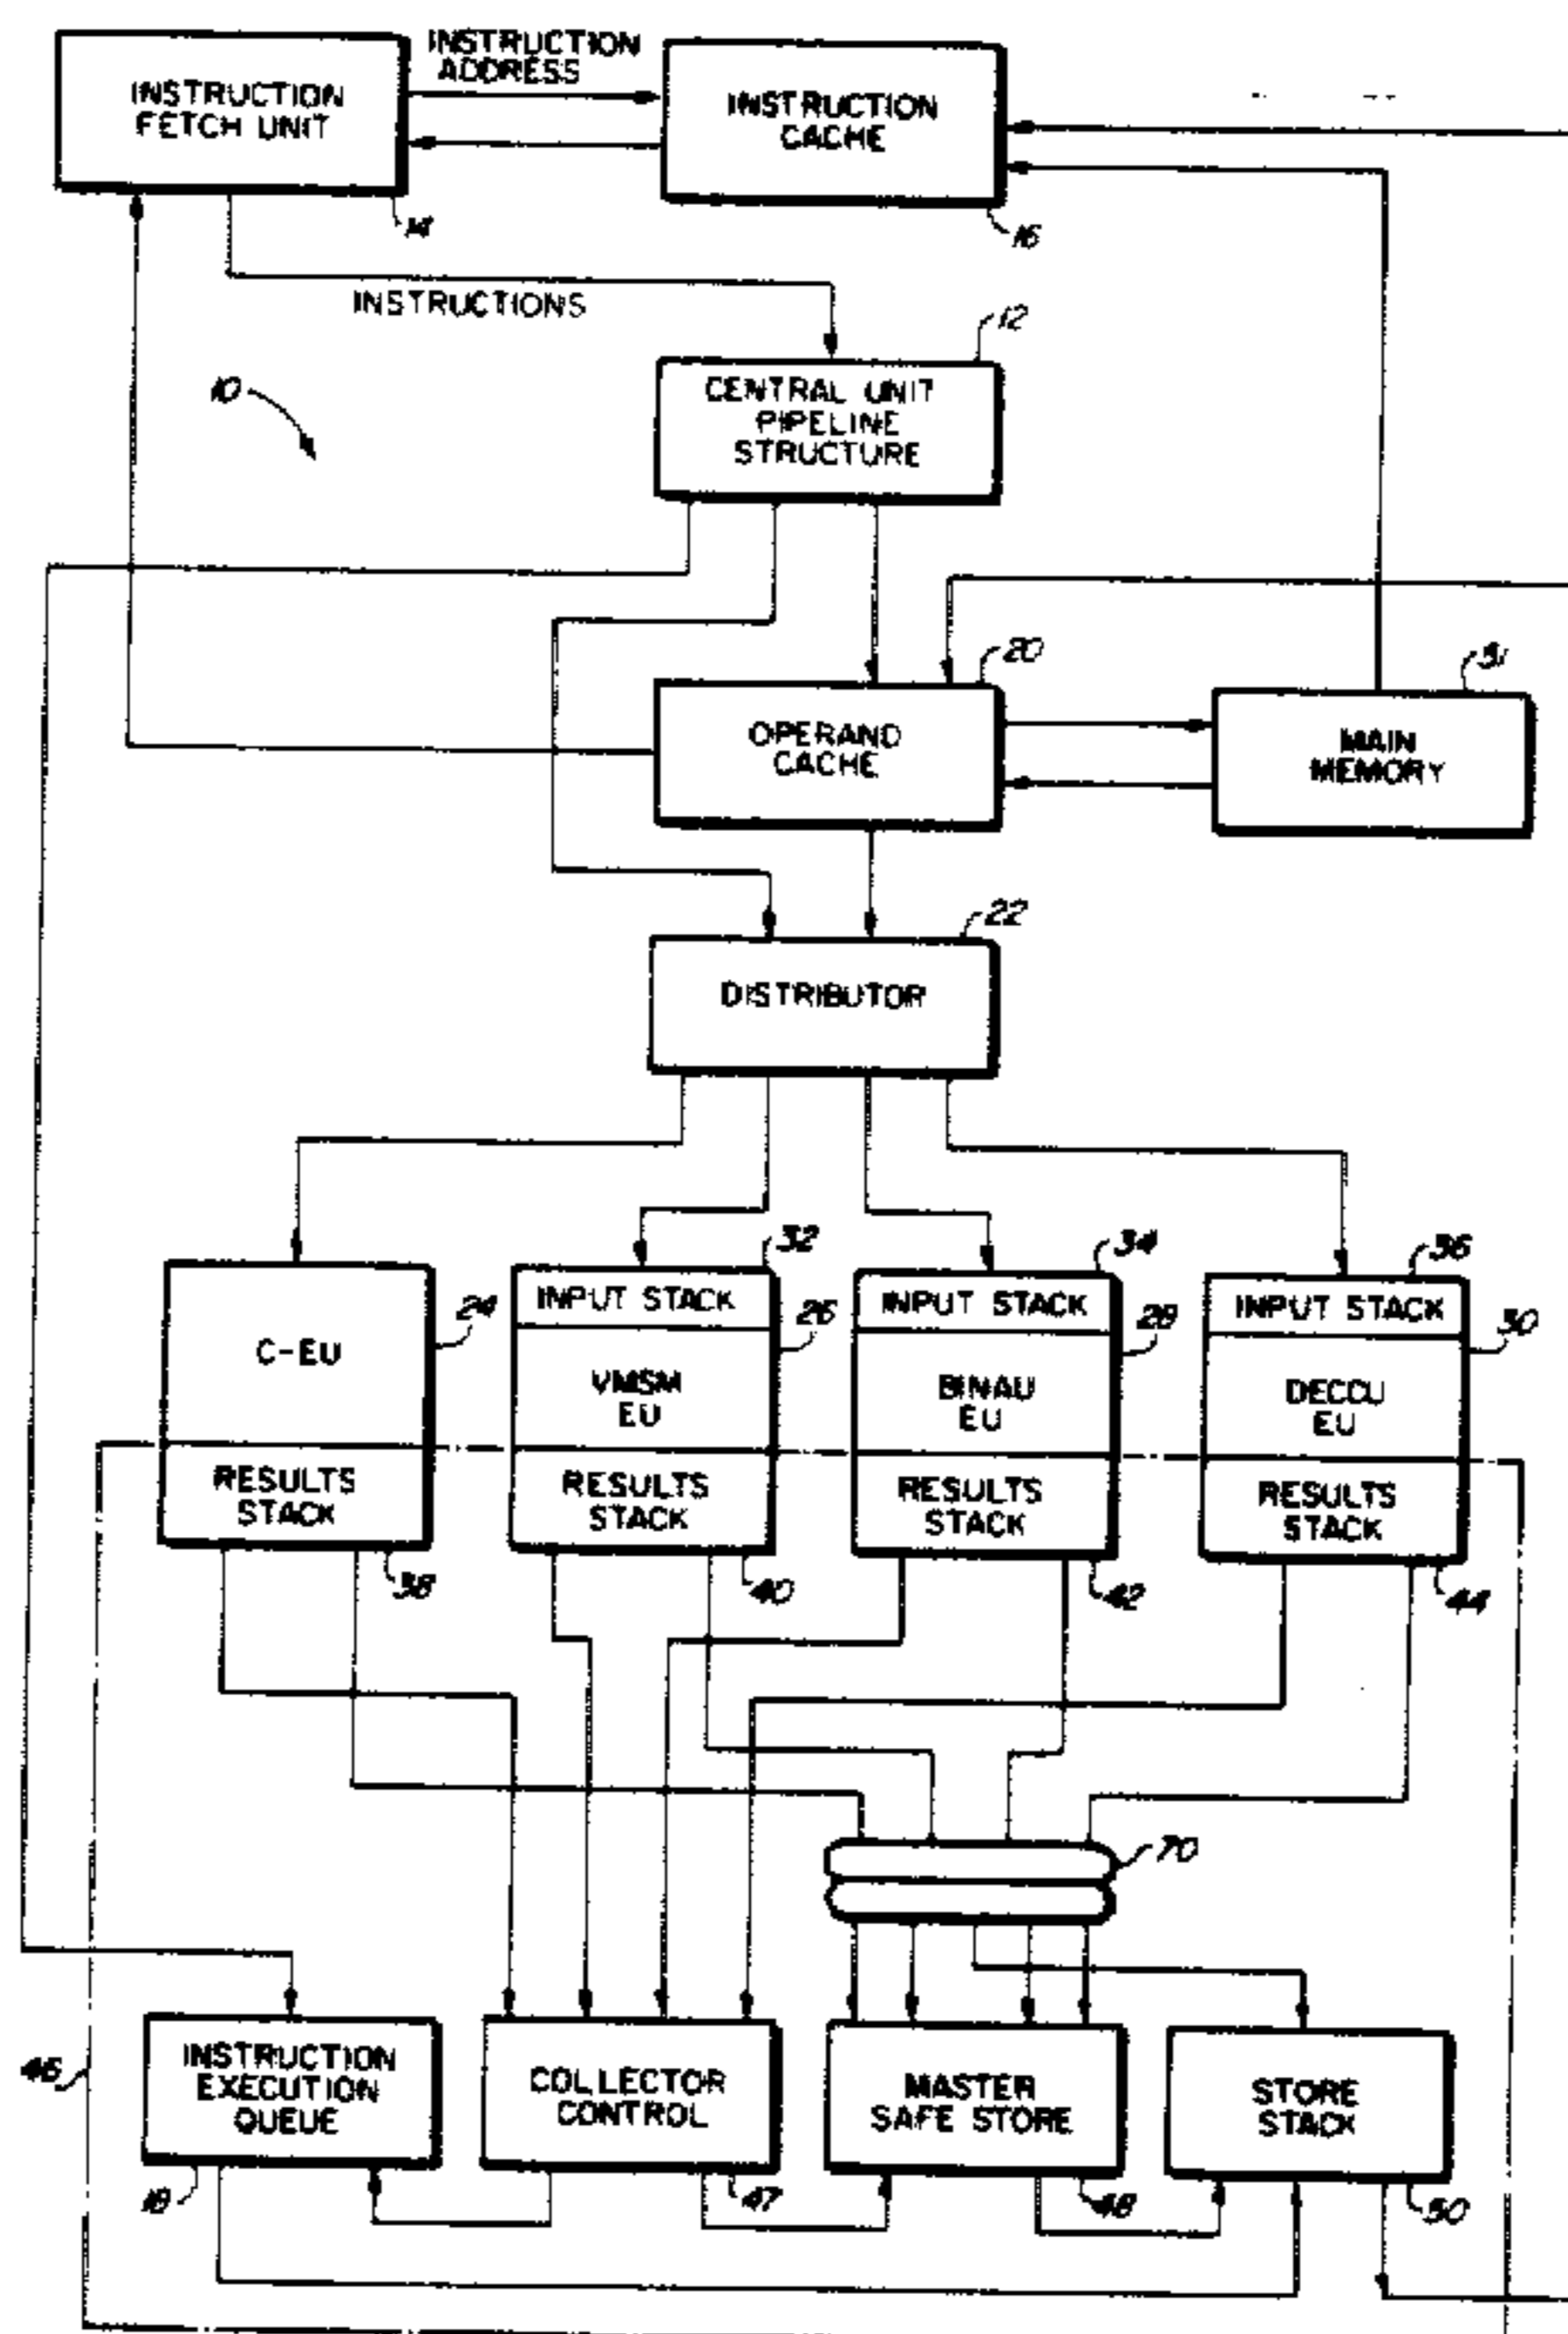 INSTRUCTION
ADDRESS
INSTRUCTION
FETCH UNIT
INSTRUCTION
CACHE
14
16
INSTRUCTIONS
12
10
CENTRAL UNIT
PIPELINE
STRUCTURE
20
31
OPERAND
CACHE
MAIN
MEMORY
22
DISTRIBUTOR
32
34
36
INPUT STACK
INPUT STACK
INPUT STACK
24
26
28
30
C-EU
VMSM
EU
BINAU
EU
DECCU
EU
RESULTS
STACK
RESULTS
STACK
RESULTS
STACK
RESULTS
STACK
38
40
42
44
70
46
INSTRUCTION
EXECUTION
QUEUE
COLLECTOR
CONTROL
MASTER
SAFE STORE
STORE
STACK
18
47
48
50